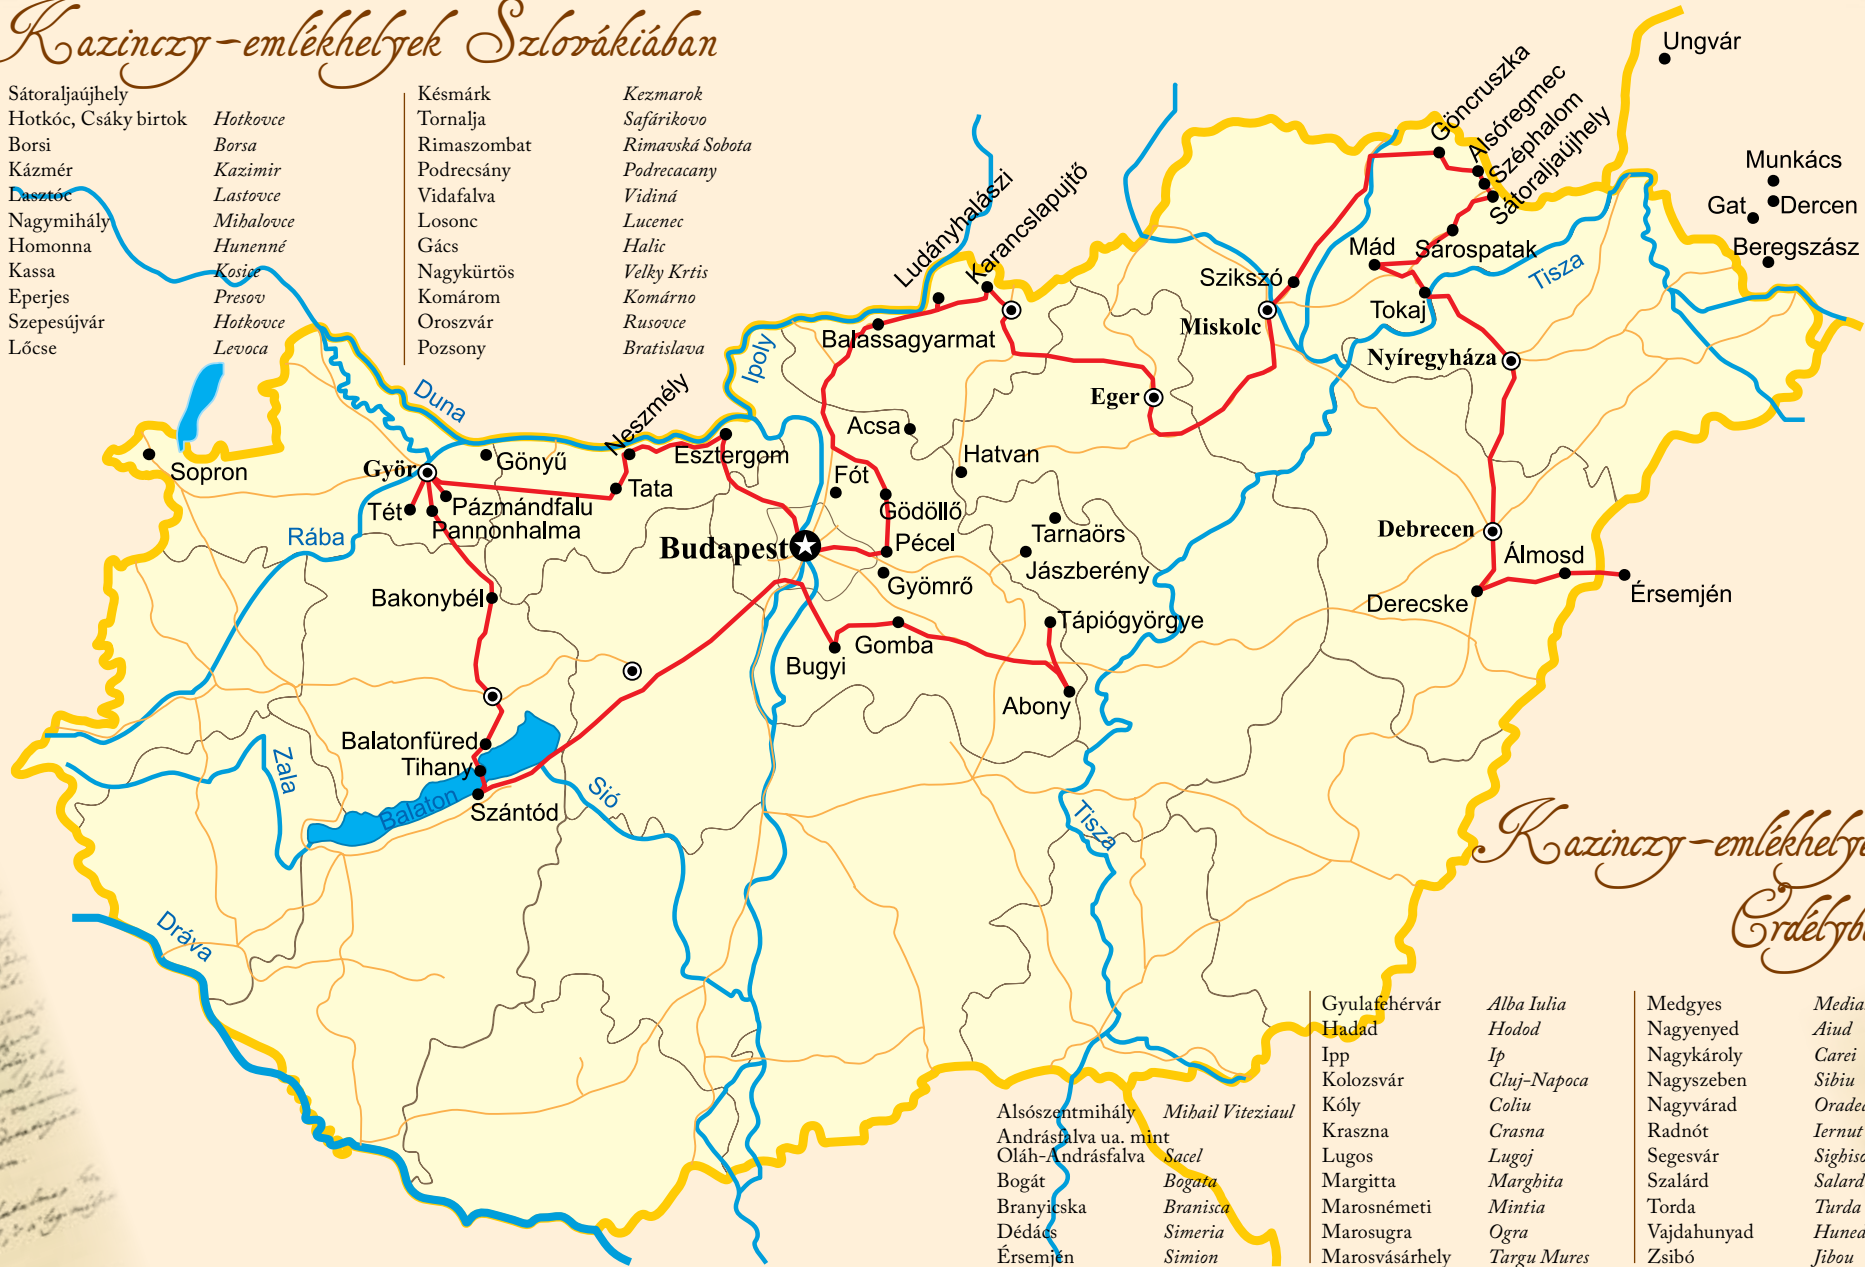 Kazinczy-emlékhelyek Szlovákiában
Sátoraljaújhely
Hotkóc, Csáky birtok Hotkovce
Borsi Borsa
Kázmér Kazimir
Lasztóc Lastovce
Nagymihály Mihalovce
Homonna Hunenné
Kassa Kosice
Eperjes Presov
Szepesújvár Hotkovce
Lőcse Levoca
Késmárk Kezmarok
Tornalja Safárikovo
Rimaszombat Rimavská Sobota
Podrecsány Podrecacany
Vidafalva Vidiná
Losonc Lucenec
Gács Halic
Nagykürtös Velky Krtis
Komárom Komárno
Oroszvár Rusovce
Pozsony Bratislava
Ungvár
Göncruszka
Alsóregmec
Széphalom
Sátoraljaújhely
Munkács
Gat
Dercen
Beregszász
Ludányhalászi
Karancslapujtő
Mád
Sárospatak
Szikszó
Tisza
Tokaj
Miskolc
Balassagyarmat
Ipoly
Nyíregyháza
Duna
Neszmély
Eger
Acsa
Sopron
Győr
Gönyű
Esztergom
Hatvan
Fót
Tata
Tét
Pázmándfalu
Pannonhalma
Gödöllő
Rába
Budapest
Pécel
Tarnaörs
Jászberény
Debrecen
Álmosd
Gyömrő
Bakonybél
Derecske
Érsemjén
Tápiógyörgye
Gomba
Bugyi
Abony
Balatonfüred
Tihany
Zala
Balaton
Szántód
Sió
Tisza
Dráva
Kazinczy-emlékhelye
Erdélyb
Alsószentmihály Mihail Viteziaul
Andrásfalva ua. mint
Oláh-Andrásfalva Sacel
Bogát Bogata
Branyicska Branisca
Dédács Simeria
Érsemjén Simion
Gyulafehérvár Alba Iulia
Hadad Hodod
Ipp Ip
Kolozsvár Cluj-Napoca
Kóly Coliu
Kraszna Crasna
Lugos Lugoj
Margitta Marghita
Marosnémeti Mintia
Marosugra Ogra
Marosvásárhely Targu Mures
Medgyes Media
Nagyenyed Aiud
Nagykároly Carei
Nagyszeben Sibiu
Nagyvárad Oradea
Radnót Iernut
Segesvár Sighiso
Szalárd Salard
Torda Turda
Vajdahunyad Huned
Zsibó Jibou